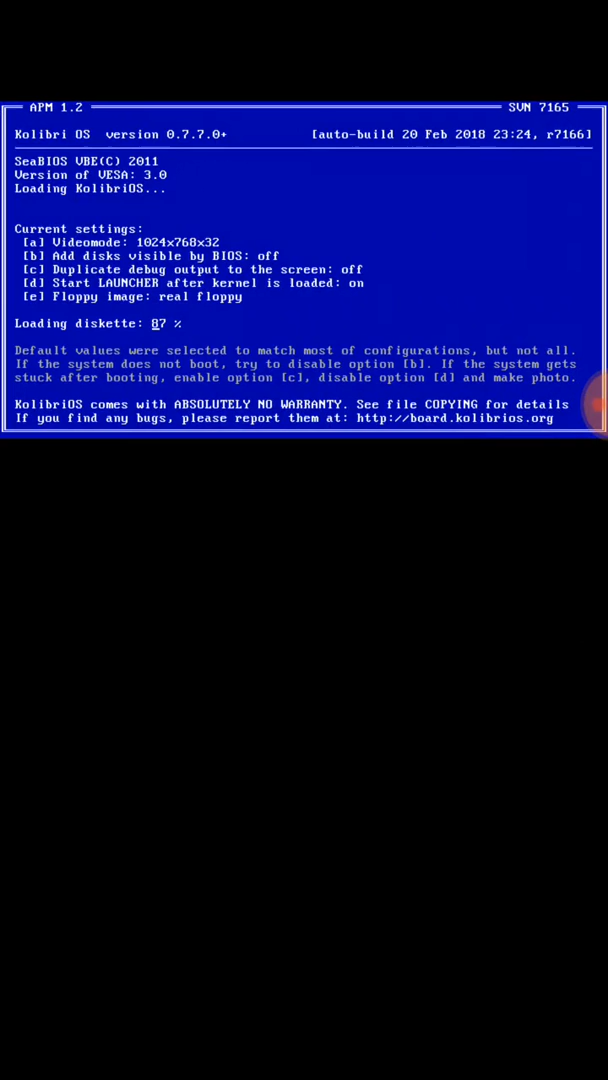 APM 1.2 SVN 7165
Kolibri OS version 0.7.7.0+ [auto-build 20 Feb 2018 23:24, r7166]
SeaBIOS VBE(C) 2011
Version of VESA: 3.0
Loading KolibriOS...
Current settings:
[a] Videomode: 1024x768x32
[b] Add disks visible by BIOS: off
[c] Duplicate debug output to the screen: off
[d] Start LAUNCHER after kernel is loaded: on
[e] Floppy image: real floppy
Loading diskette: 87 %
Default values were selected to match most of configurations, but not all.
If the system does not boot, try to disable option [b]. If the system gets
stuck after booting, enable option [c], disable option [d] and make photo.
KolibriOS comes with ABSOLUTELY NO WARRANTY. See file COPYING for details
If you find any bugs, please report them at: http://board.kolibrios.org